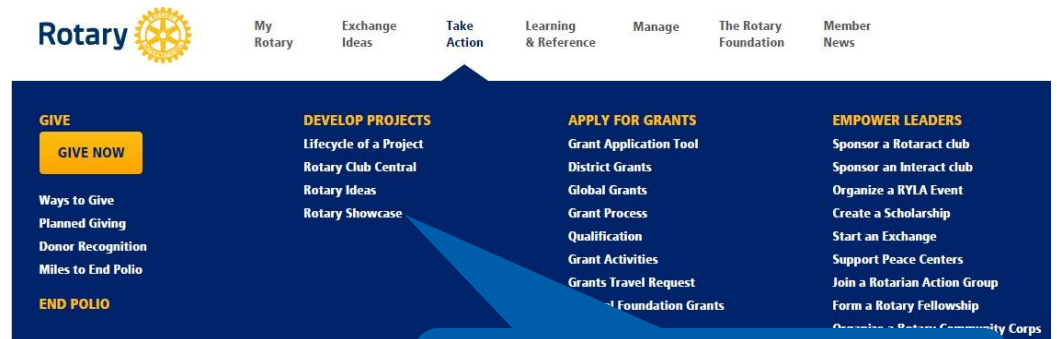 Rotary
My Rotary
Exchange Ideas
Take Action
Learning & Reference
Manage
The Rotary Foundation
Member News
GIVE
GIVE NOW
Ways to Give
Planned Giving
Donor Recognition
Miles to End Polio
END POLIO
DEVELOP PROJECTS
Lifecycle of a Project
Rotary Club Central
Rotary Ideas
Rotary Showcase
APPLY FOR GRANTS
Grant Application Tool
District Grants
Global Grants
Grant Process
Qualification
Grant Activities
Grants Travel Request
Foundation Grants
EMPOWER LEADERS
Sponsor a Rotaract club
Sponsor an Interact club
Organize a RYLA Event
Create a Scholarship
Start an Exchange
Support Peace Centers
Join a Rotarian Action Group
Form a Rotary Fellowship
Organize a Rotary Community Corps